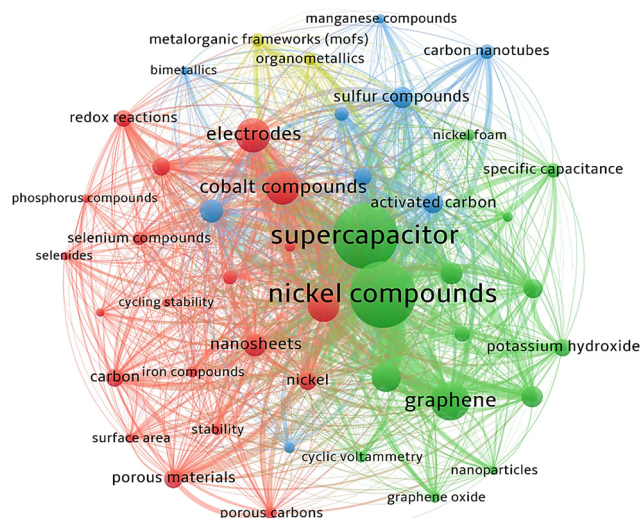 manganese compounds
metalorganic frameworks (mofs)
carbon nanotubes
organometallics
bimetallics
sulfur compounds
redox reactions
electrodes
nickel foam
specific capacitance
cobalt compounds
phosphorus compounds
activated carbon
selenium compounds
supercapacitor
selenides
nickel compounds
cycling stability
nanosheets
potassium hydroxide
iron compounds
carbon
nickel
graphene
stability
surface area
cyclic voltammetry
nanoparticles
porous materials
graphene oxide
porous carbons